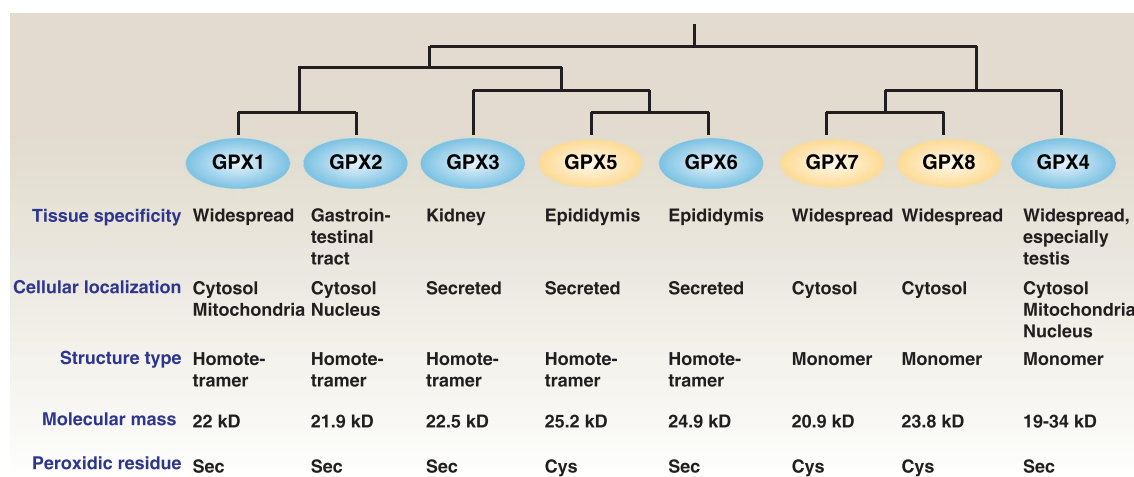 GPX1 GPX2 GPX3 GPX5 GPX6 GPX7 GPX8 GPX4
Tissue specificity Widespread Gastroin- Kidney Epididymis Epididymis Widespread Widespread Widespread,
testinal especially
tract testis
Cellular localization Cytosol Cytosol Secreted Secreted Secreted Cytosol Cytosol Cytosol
Mitochondria Nucleus Mitochondria
Nucleus
Structure type Homote- Homote- Homote- Homote- Homote- Monomer Monomer Monomer
tramer tramer tramer tramer tramer
Molecular mass 22 kD 21.9 kD 22.5 kD 25.2 kD 24.9 kD 20.9 kD 23.8 kD 19-34 kD
Peroxidic residue Sec Sec Sec Cys Sec Cys Cys Sec